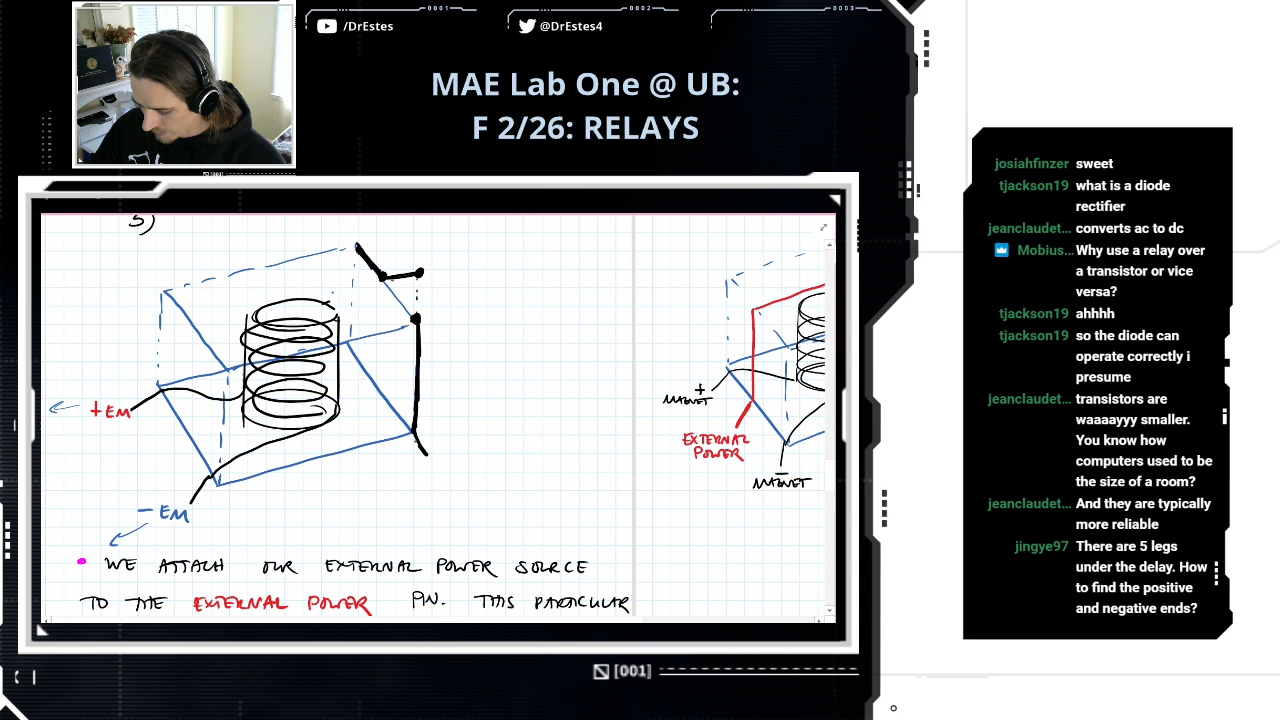 0001
0002
0003
/DrEstes
@DrEstes4
MAE Lab One @ UB:
F 2/26: RELAYS
[001]
5)
+ EM
- EM
+
MAGNET
EXTERNAL
POWER
-
MAGNET
• WE ATTACH OUR EXTERNAL POWER SOURCE
TO THE EXTERNAL POWER PIN. THIS PARTICULAR
[001]
josiahfinzer sweet
tjackson19 what is a diode
rectifier
jeanclaudet... converts ac to dc
Mobius... Why use a relay over
a transistor or vice
versa?
tjackson19 ahhhh
tjackson19 so the diode can
operate correctly i
presume
jeanclaudet... transistors are
waaaayyy smaller.
You know how
computers used to be
the size of a room?
jeanclaudet... And they are typically
more reliable
jingye97 There are 5 legs
under the delay. How
to find the positive
and negative ends?